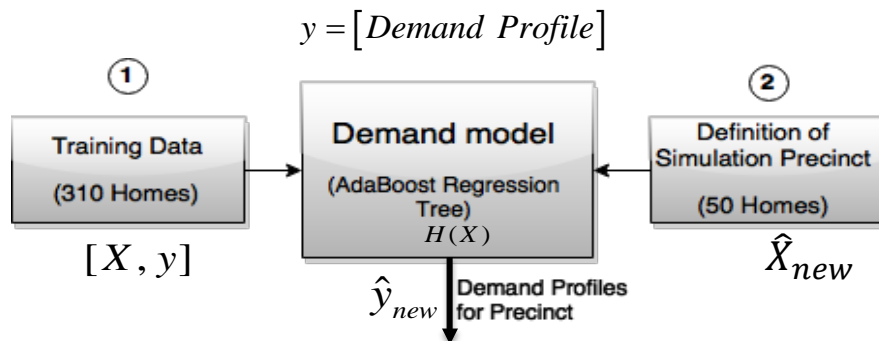 y = [Demand Profile]
1
Training Data
(310 Homes)
[X, y]
Demand model
(AdaBoost Regression
Tree)
H(X)
2
Definition of
Simulation Precinct
(50 Homes)
X̂new
ŷnew
Demand Profiles
for Precinct